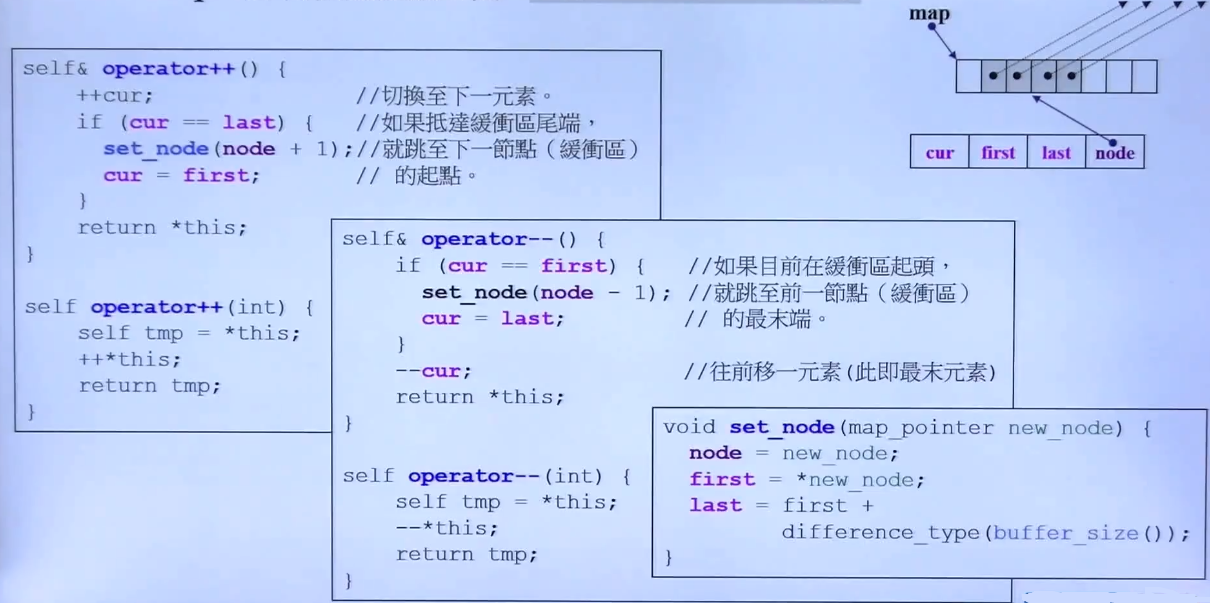 self& operator++() {
++cur; //切換至下一元素。
if (cur == last) { //如果抵達緩衝區尾端，
set_node(node + 1);//就跳至下一節點（緩衝區）
cur = first; // 的起點。
}
return *this;
}
self operator++(int) {
self tmp = *this;
++*this;
return tmp;
}
self& operator--() {
if (cur == first) { //如果目前在緩衝區起頭，
set_node(node - 1); //就跳至前一節點（緩衝區）
cur = last; // 的最末端。
}
--cur; //往前移一元素(此即最末元素)
return *this;
}
self operator--(int) {
self tmp = *this;
--*this;
return tmp;
}
void set_node(map_pointer new_node) {
node = new_node;
first = *new_node;
last = first +
difference_type(buffer_size());
}
map
cur first last node